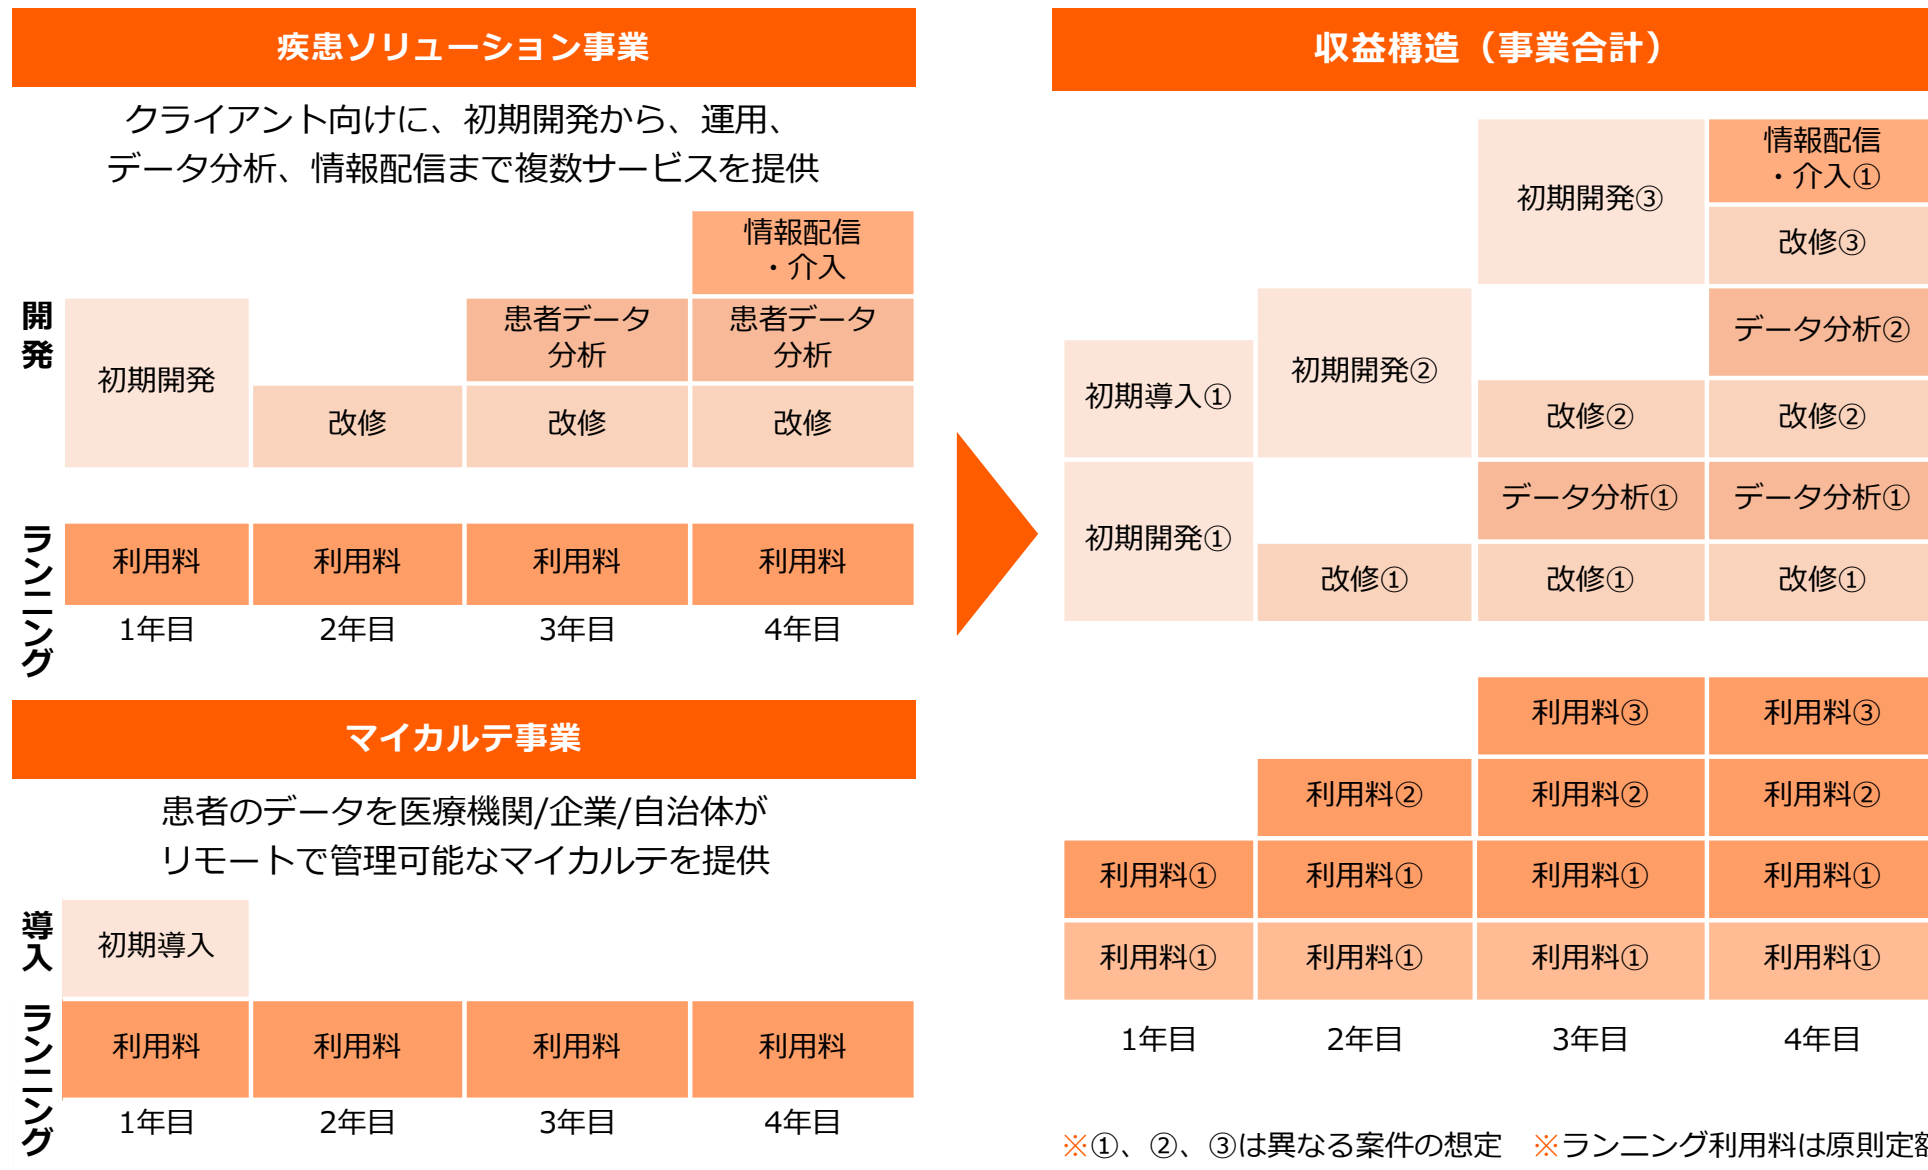 疾患ソリューション事業
クライアント向けに、初期開発から、運用、
データ分析、情報配信まで複数サービスを提供
開発
初期開発
改修
患者データ
分析
改修
情報配信
・介入
患者データ
分析
改修
ランニング
利用料
利用料
利用料
利用料
1年目
2年目
3年目
4年目
マイカルテ事業
患者のデータを医療機関/企業/自治体が
リモートで管理可能なマイカルテを提供
導入
初期導入
ランニング
利用料
利用料
利用料
利用料
1年目
2年目
3年目
4年目
収益構造（事業合計）
初期導入①
初期開発①
初期開発②
改修①
初期開発③
改修②
データ分析①
改修①
情報配信
・介入①
改修③
データ分析②
改修②
データ分析①
改修①
利用料③
利用料③
利用料②
利用料②
利用料②
利用料①
利用料①
利用料①
利用料①
利用料①
利用料①
利用料①
利用料①
1年目
2年目
3年目
4年目
※①、②、③は異なる案件の想定　※ランニング利用料は原則定額